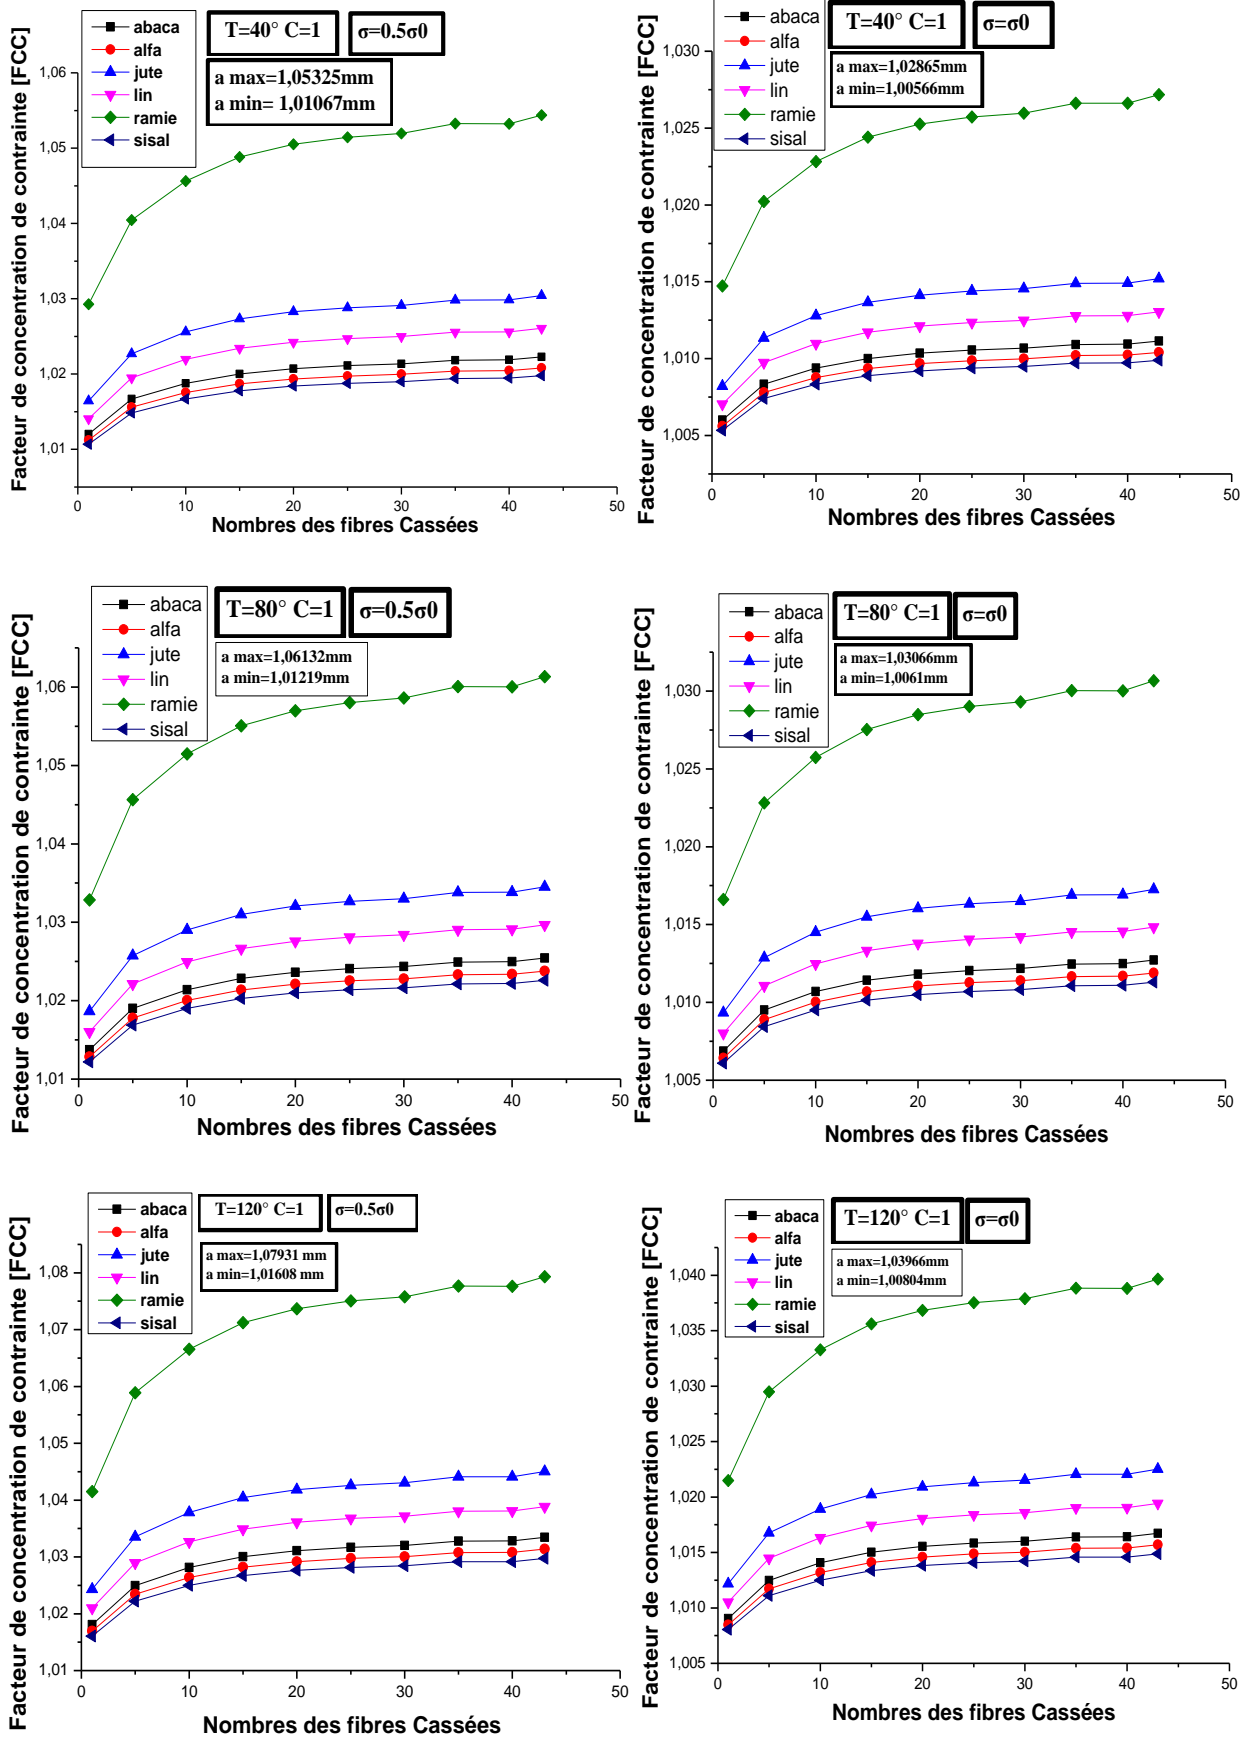 Facteur de concentration de contrainte [FCC]
abaca
alfa
jute
lin
ramie
sisal
T=40° C=1
σ=0.5σ0
a max=1,05325mm
a min= 1,01067mm
1,06
1,05
1,04
1,03
1,02
1,01
0 10 20 30 40 50
Nombres des fibres Cassées
Facteur de concentration de contrainte [FCC]
abaca
alfa
jute
lin
ramie
sisal
T=40° C=1
σ=σ0
a max=1,02865mm
a min=1,00566mm
1,030
1,025
1,020
1,015
1,010
1,005
0 10 20 30 40 50
Nombres des fibres Cassées
Facteur de concentration de contrainte [FCC]
abaca
alfa
jute
lin
ramie
sisal
T=80° C=1
σ=0.5σ0
a max=1,06132mm
a min=1,01219mm
1,06
1,05
1,04
1,03
1,02
1,01
0 10 20 30 40 50
Nombres des fibres Cassées
Facteur de concentration de contrainte [FCC]
abaca
alfa
jute
lin
ramie
sisal
T=80° C=1
σ=σ0
a max=1,03066mm
a min=1,0061mm
1,030
1,025
1,020
1,015
1,010
1,005
0 10 20 30 40 50
Nombres des fibres Cassées
Facteur de concentration de contrainte [FCC]
abaca
alfa
jute
lin
ramie
sisal
T=120° C=1
σ=0.5σ0
a max=1,07931 mm
a min=1,01608 mm
1,08
1,07
1,06
1,05
1,04
1,03
1,02
1,01
0 10 20 30 40 50
Nombres des fibres Cassées
Facteur de concentration de contrainte [FCC]
abaca
alfa
jute
lin
ramie
sisal
T=120° C=1
σ=σ0
a max=1,03966mm
a min=1,00804mm
1,040
1,035
1,030
1,025
1,020
1,015
1,010
1,005
0 10 20 30 40 50
Nombres des fibres Cassées